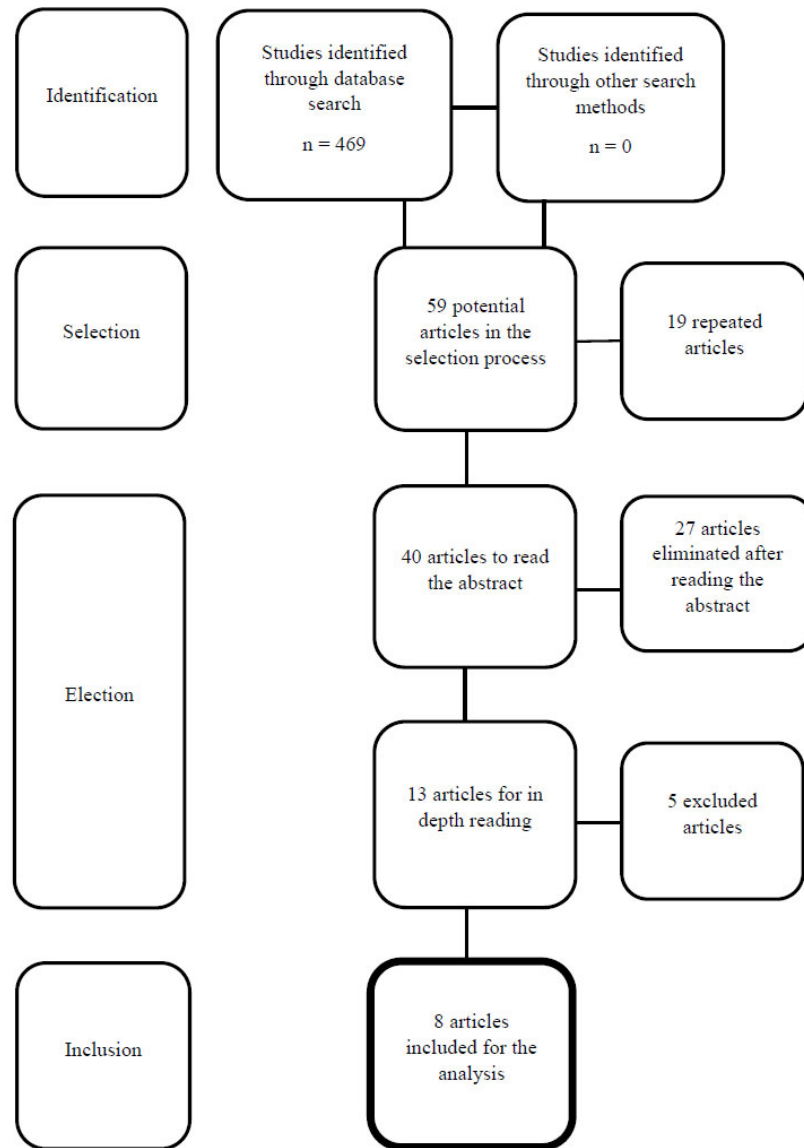 Identification
Studies identified
through database
search
n = 469
Studies identified
through other search
methods
n = 0
Selection
59 potential
articles in the
selection process
19 repeated
articles
Election
40 articles to read
the abstract
27 articles
eliminated after
reading the
abstract
13 articles for in
depth reading
5 excluded
articles
Inclusion
8 articles
included for the
analysis